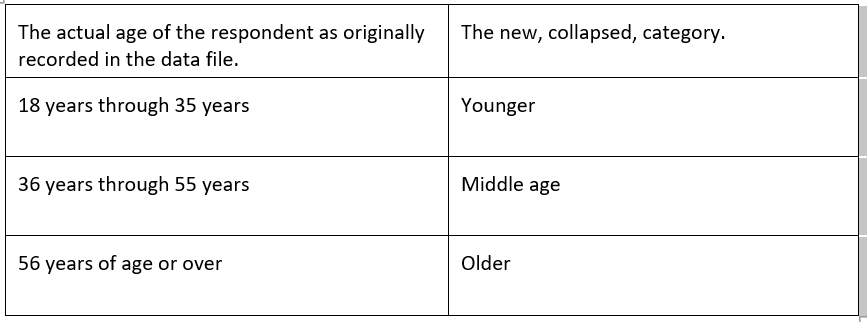 The actual age of the respondent as originally
recorded in the data file.
The new, collapsed, category.
18 years through 35 years
Younger
36 years through 55 years
Middle age
56 years of age or over
Older